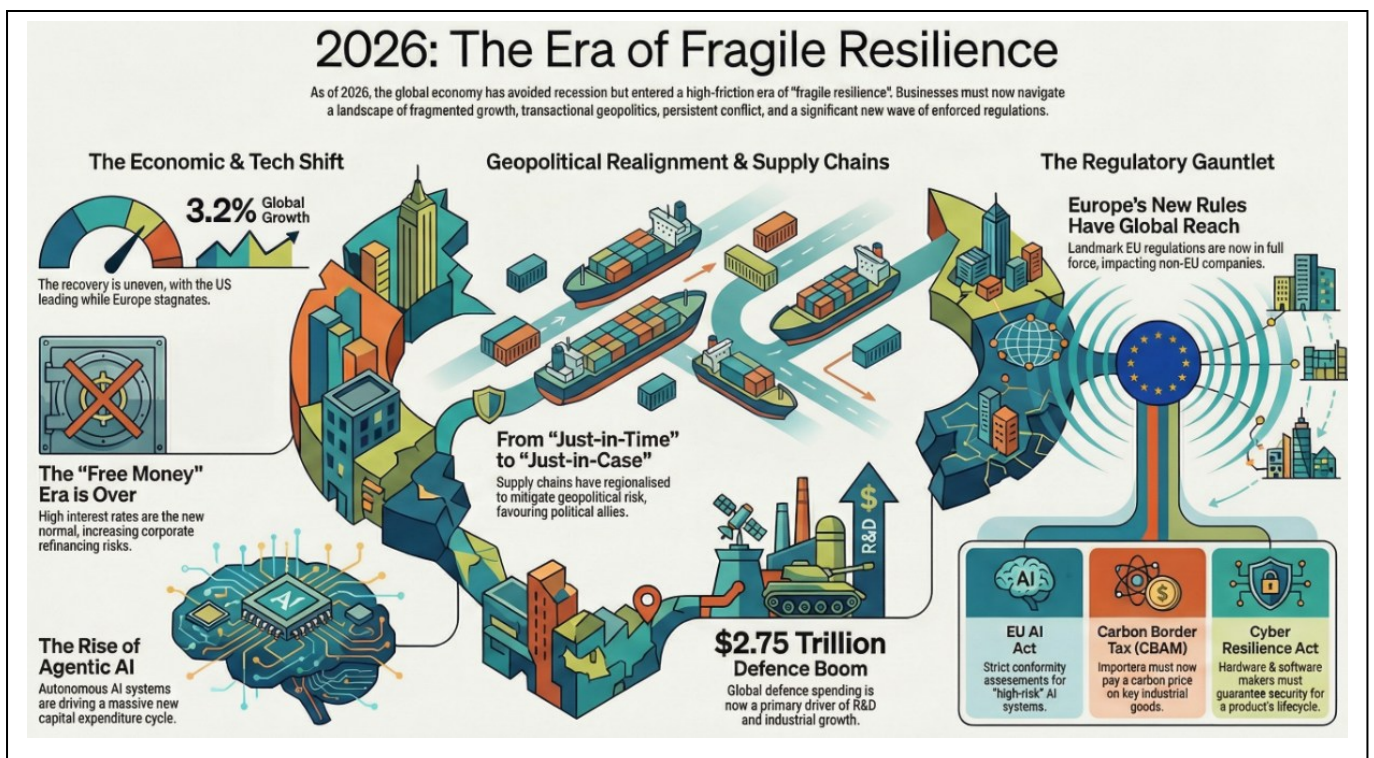 2026: The Era of Fragile Resilience
As of 2026, the global economy has avoided recession but entered a high-friction era of "fragile resilience". Businesses must now navigate
a landscape of fragmented growth, transactional geopolitics, persistent conflict, and a significant new wave of enforced regulations.
The Economic & Tech Shift
3.2% Global
Growth
The recovery is uneven, with the US
leading while Europe stagnates.
The "Free Money"
Era is Over
High interest rates are the new
normal, increasing corporate
refinancing risks.
AI
The Rise of
Agentic AI
Autonomous AI systems
are driving a massive new
capital expenditure cycle.
Geopolitical Realignment & Supply Chains
From "Just-in-Time"
to "Just-in-Case"
Supply chains have regionalised
to mitigate geopolitical risk,
favouring political allies.
$
R&D
$2.75 Trillion
Defence Boom
Global defence spending is
now a primary driver of R&D
and industrial growth.
The Regulatory Gauntlet
Europe's New Rules
Have Global Reach
Landmark EU regulations are now in full
force, impacting non-EU companies.
AI
EU AI
Act
Strict conformity
assesements for
"high-risk" AI
systems.
$
Carbon Border
Tax (CBAM)
Importera must now
pay a carbon price
on key industrial
goods.
Cyber
Resilience Act
Hardware & software
makers must
guarantee security for
a product's lifecycle.